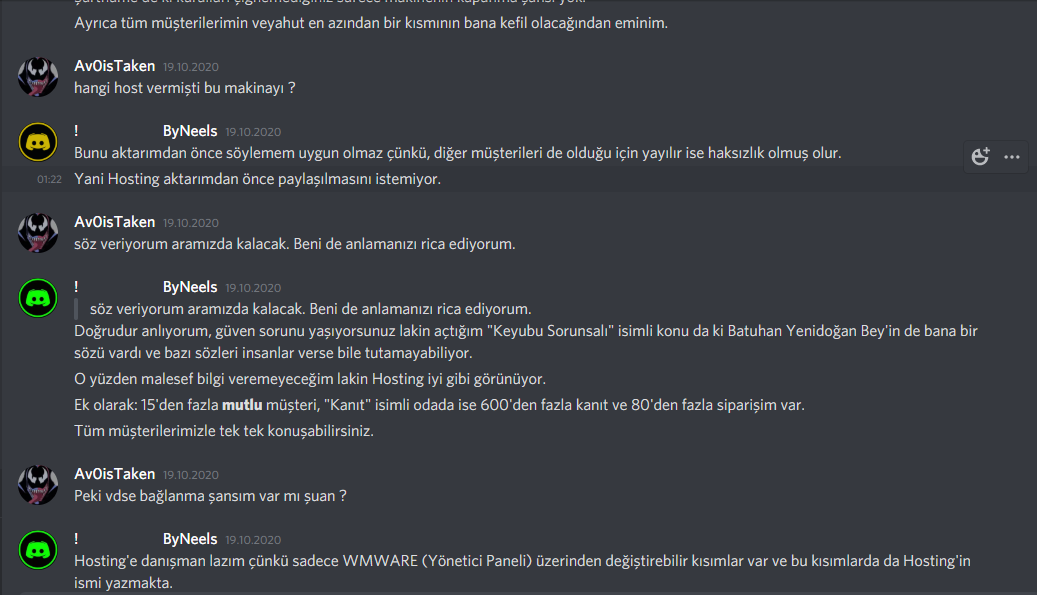 Ayrıca tüm müşterilerimin veyahut en azından bir kısmının bana kefil olacağından eminim.
Av0isTaken 19.10.2020
hangi host vermişti bu makinayı ?
! ByNeels 19.10.2020
Bunu aktarımdan önce söylemem uygun olmaz çünkü, diğer müşterileri de olduğu için yayılır ise haksızlık olmuş olur.
01:22 Yani Hosting aktarımdan önce paylaşılmasını istemiyor.
Av0isTaken 19.10.2020
söz veriyorum aramızda kalacak. Beni de anlamanızı rica ediyorum.
! ByNeels 19.10.2020
söz veriyorum aramızda kalacak. Beni de anlamanızı rica ediyorum.
Doğrudur anlıyorum, güven sorunu yaşıyorsunuz lakin açtığım "Keyubu Sorunsalı" isimli konu da ki Batuhan Yenidoğan Bey'in de bana bir
sözü vardı ve bazı sözleri insanlar verse bile tutamayabiliyor.
O yüzden malesef bilgi veremeyeceğim lakin Hosting iyi gibi görünüyor.
Ek olarak: 15'den fazla mutlu müşteri, "Kanıt" isimli odada ise 600'den fazla kanıt ve 80'den fazla siparişim var.
Tüm müşterilerimizle tek tek konuşabilirsiniz.
Av0isTaken 19.10.2020
Peki vdse bağlanma şansım var mı şuan ?
! ByNeels 19.10.2020
Hosting'e danışman lazım çünkü sadece WMWARE (Yönetici Paneli) üzerinden değiştirebilir kısımlar var ve bu kısımlarda da Hosting'in
ismi yazmakta.